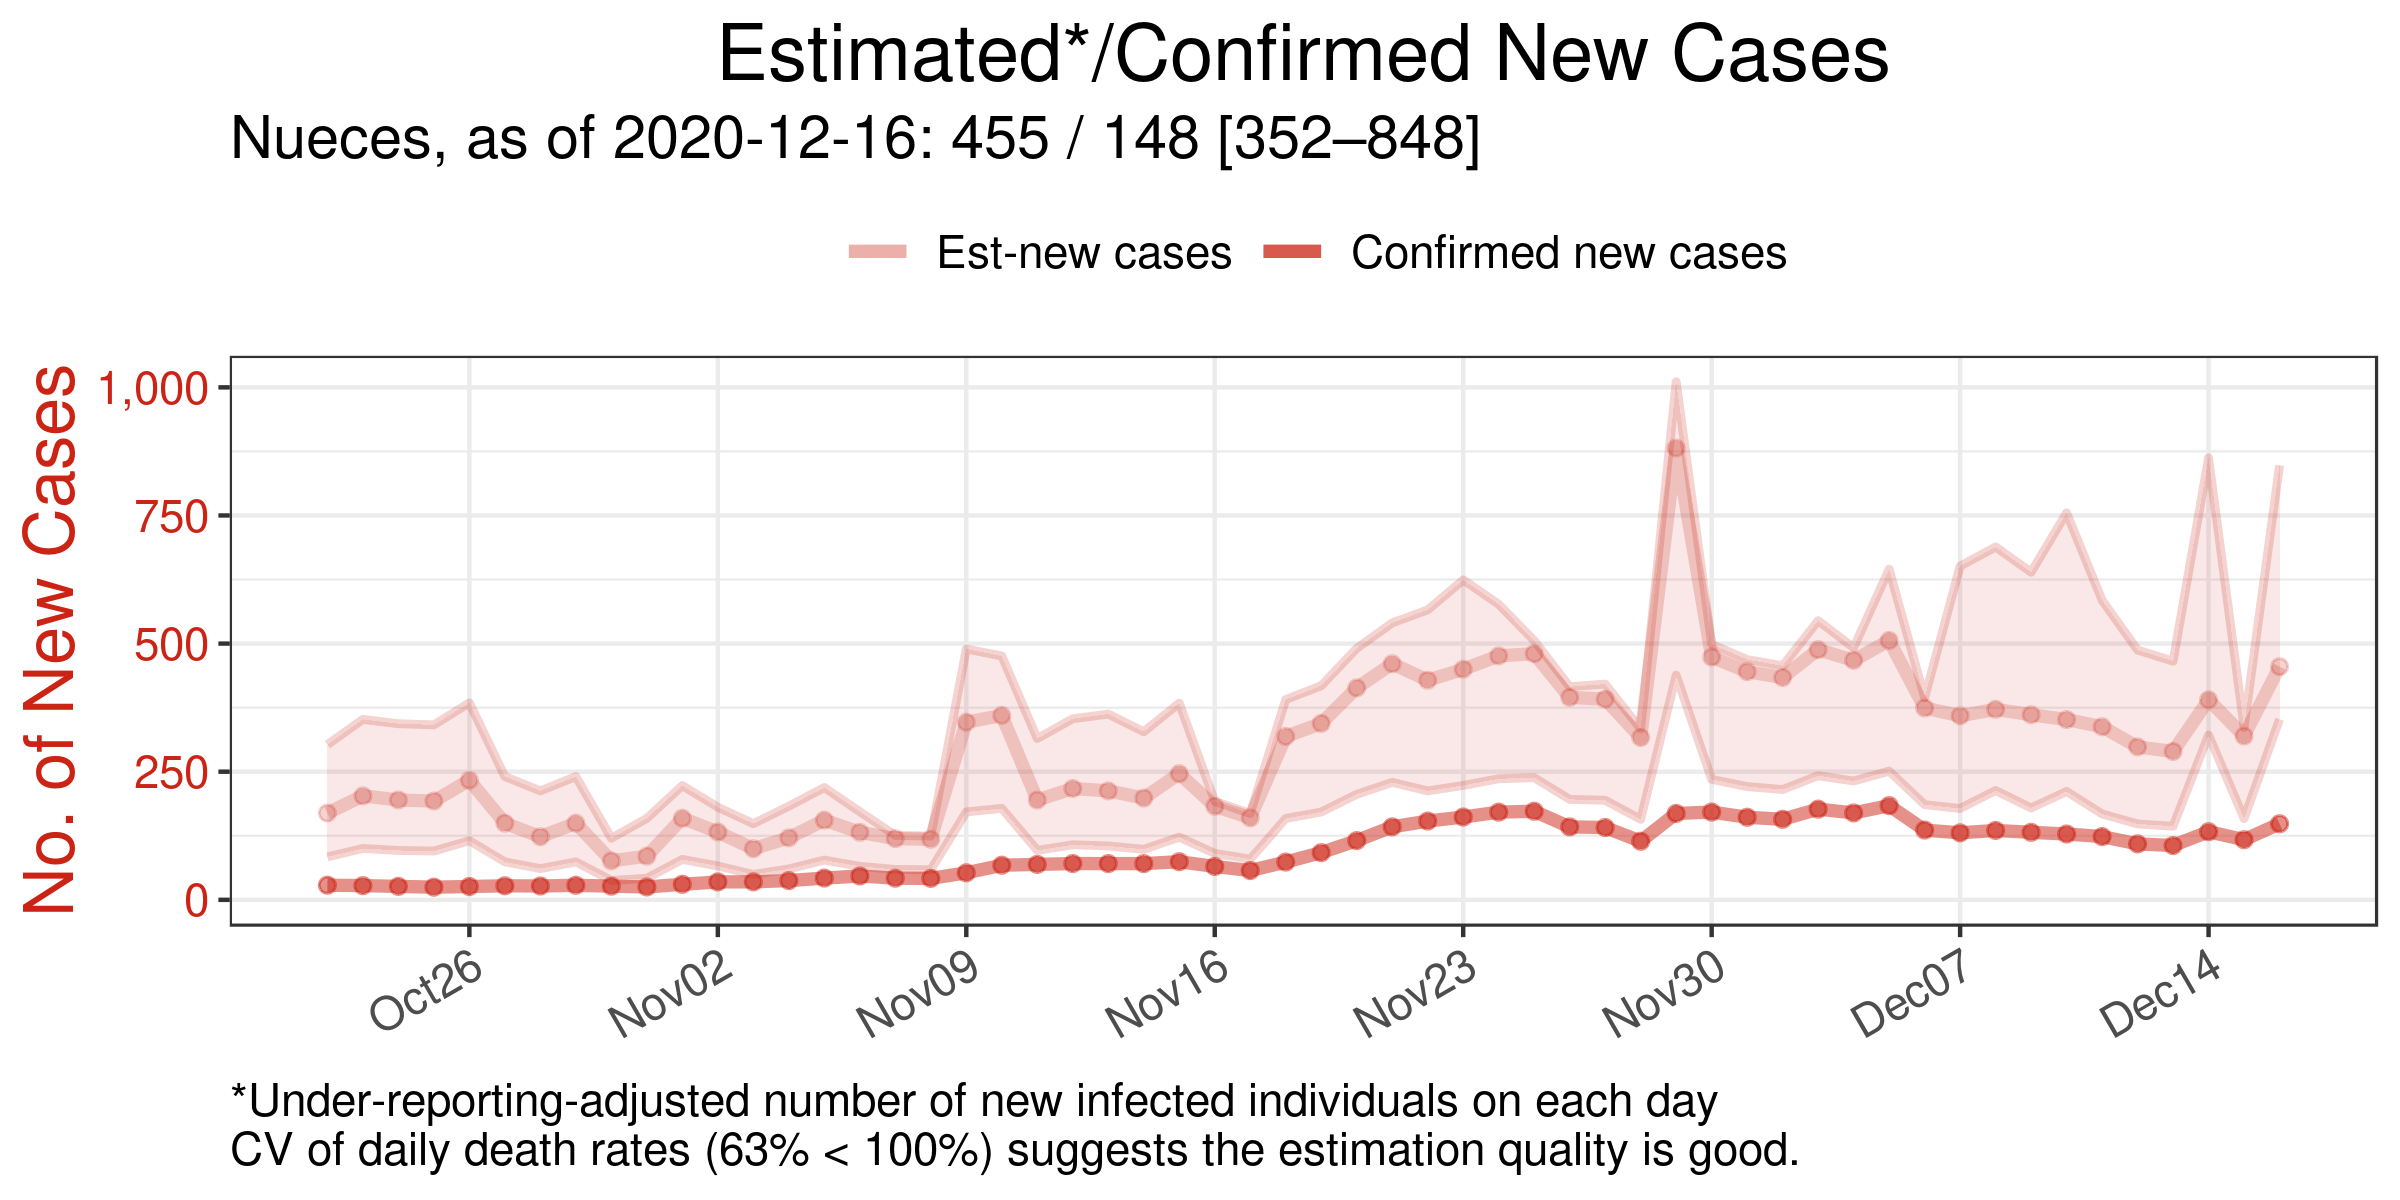 Estimated*/Confirmed New Cases
Nueces, as of 2020-12-16: 455 / 148 [352–848]
Est-new cases
Confirmed new cases
No. of New Cases
1,000
750
500
250
0
Oct26
Nov02
Nov09
Nov16
Nov23
Nov30
Dec07
Dec14
*Under-reporting-adjusted number of new infected individuals on each day
CV of daily death rates (63% < 100%) suggests the estimation quality is good.